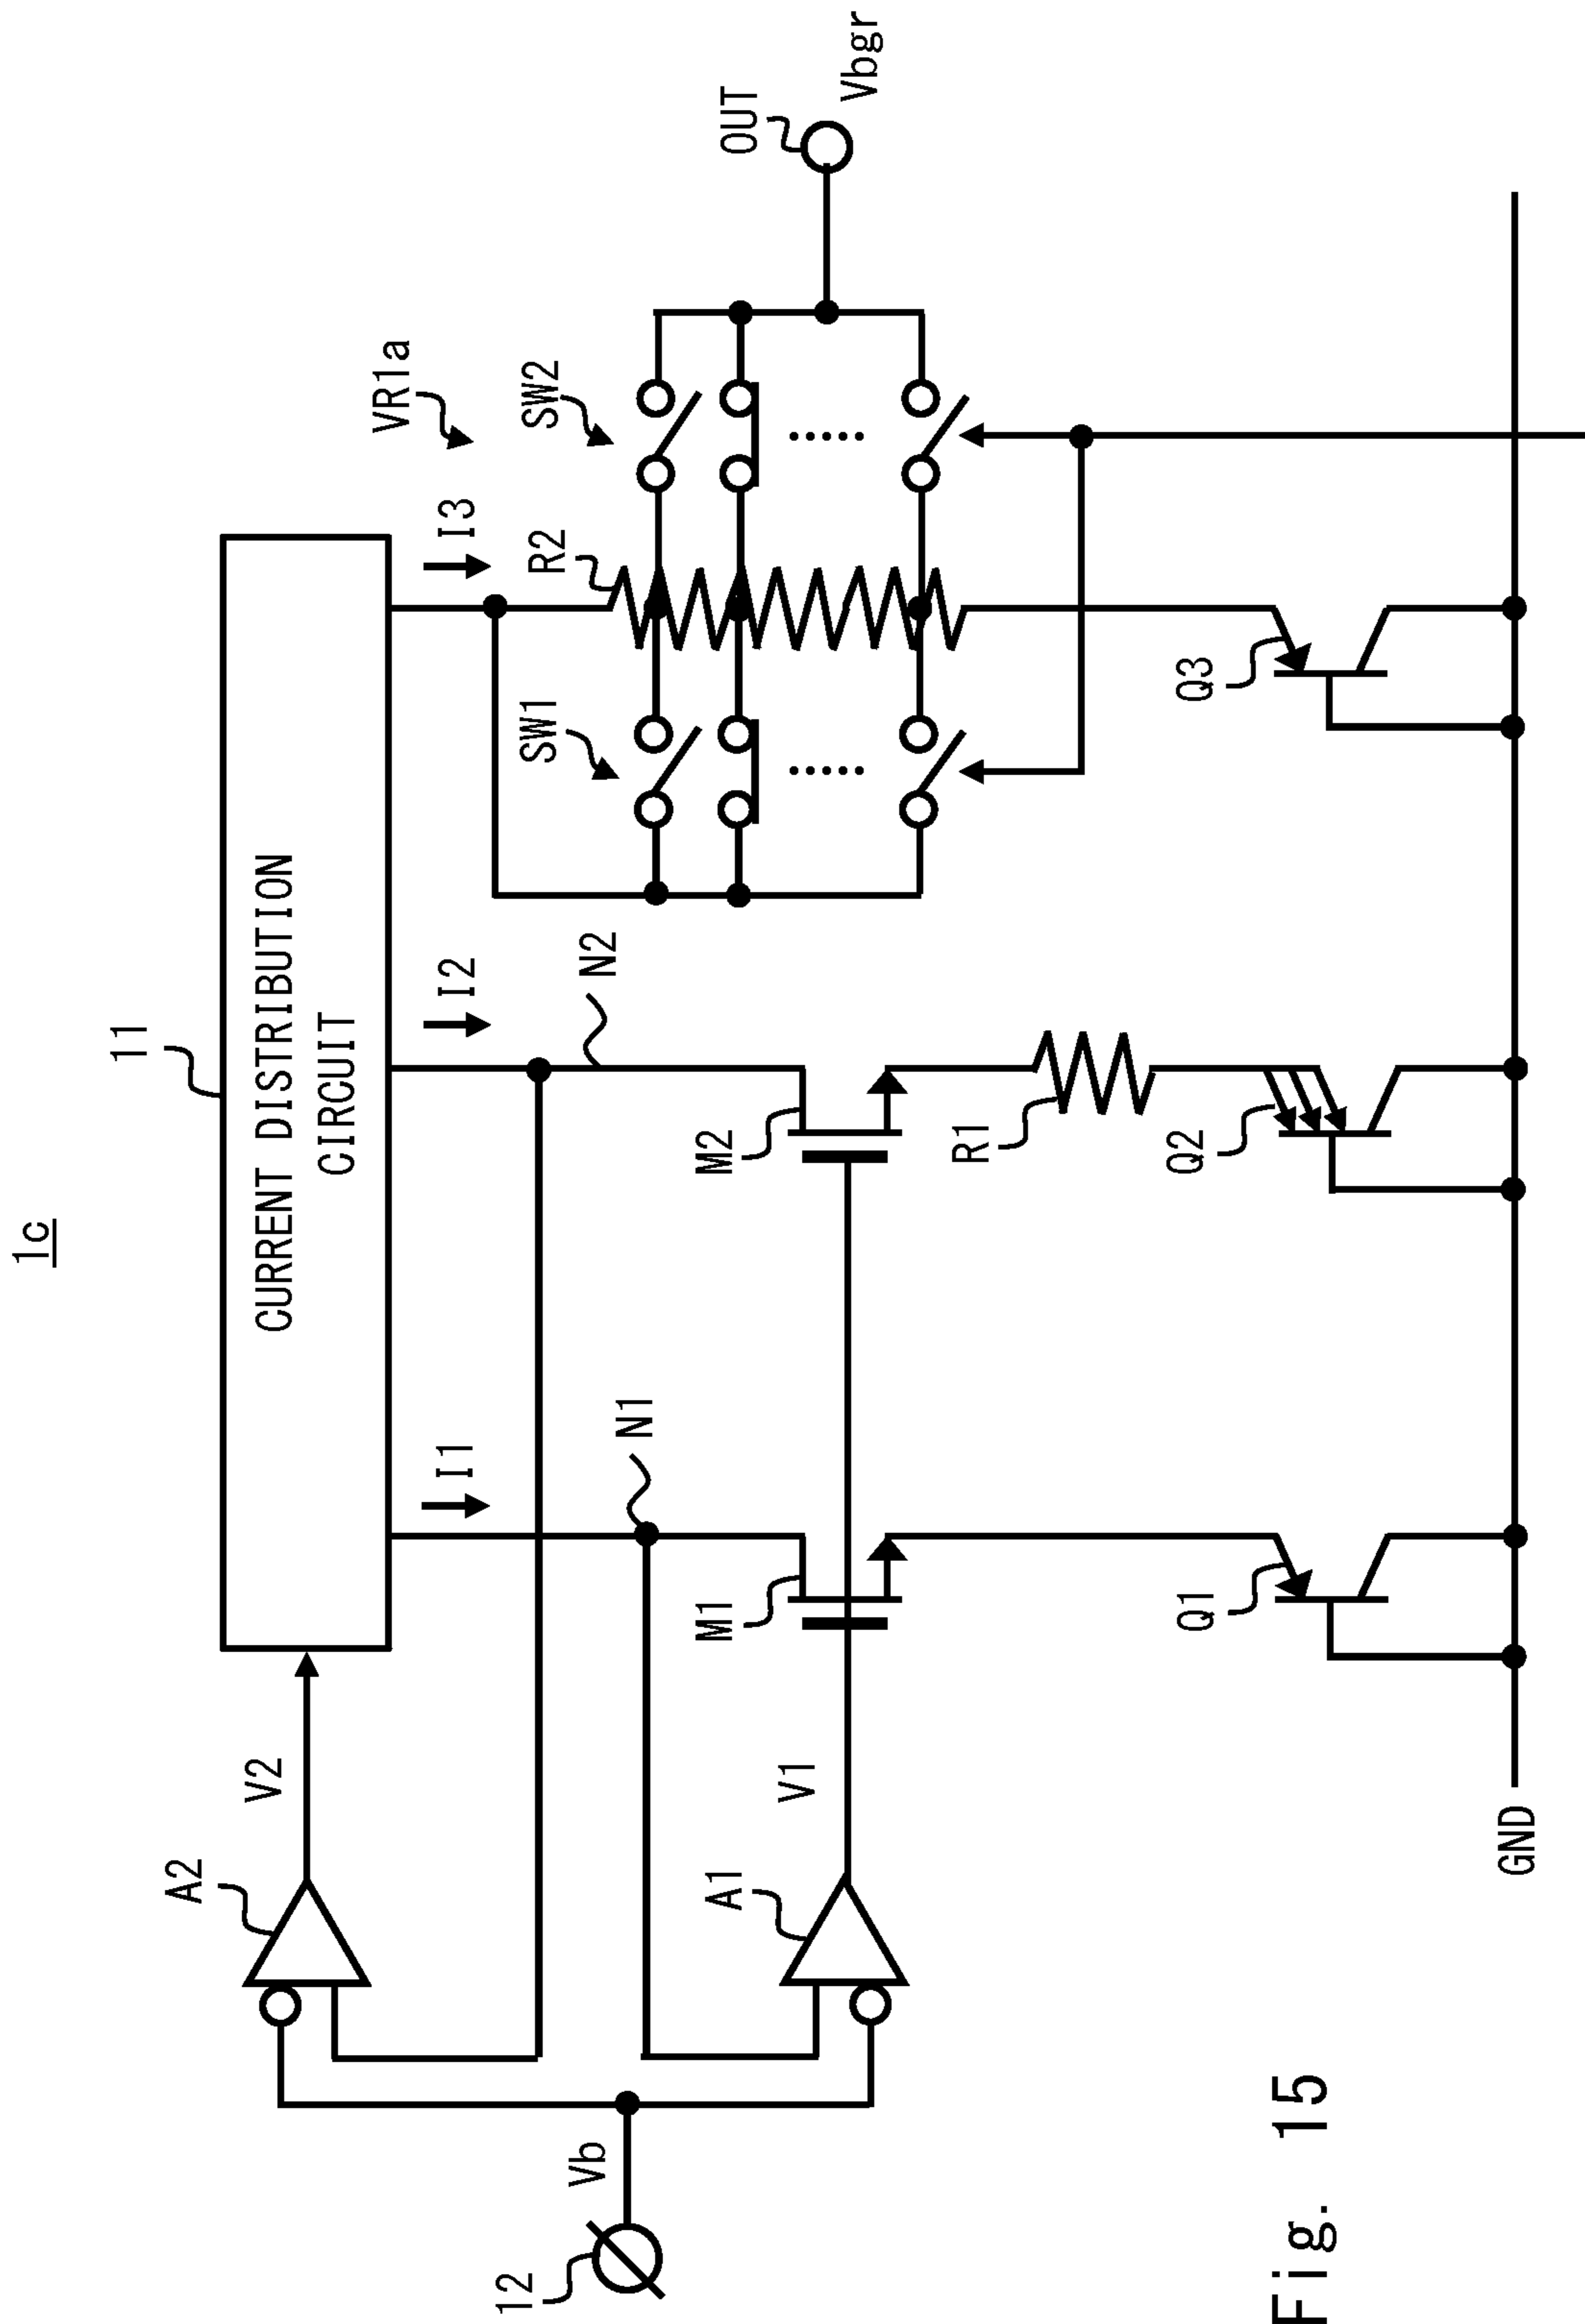 1c
11
CURRENT DISTRIBUTION
CIRCUIT
A2
V2
I1
I2
I3
VR1a
N1
N2
SW1
R2
SW2
OUT
Vbgr
12
Vb
A1
V1
M1
M2
R1
Q1
Q2
Q3
GND
Fig. 15